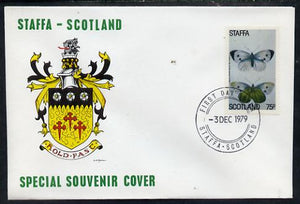 STAFFA - SCOTLAND
STAFFA
SCOTLAND 75p
FIRST DAY
-3 DEC 1979
STAFFA - SCOTLAND
HOLD FAST
SPECIAL SOUVENIR COVER